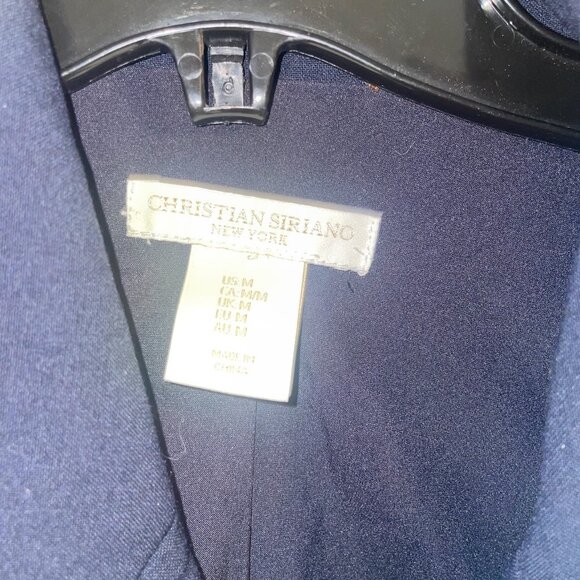 CHRISTIAN SIRIANO
NEW YORK
US:M
CA:M/M
UK:M
EU:M
AU:M
MADE IN
CHINA